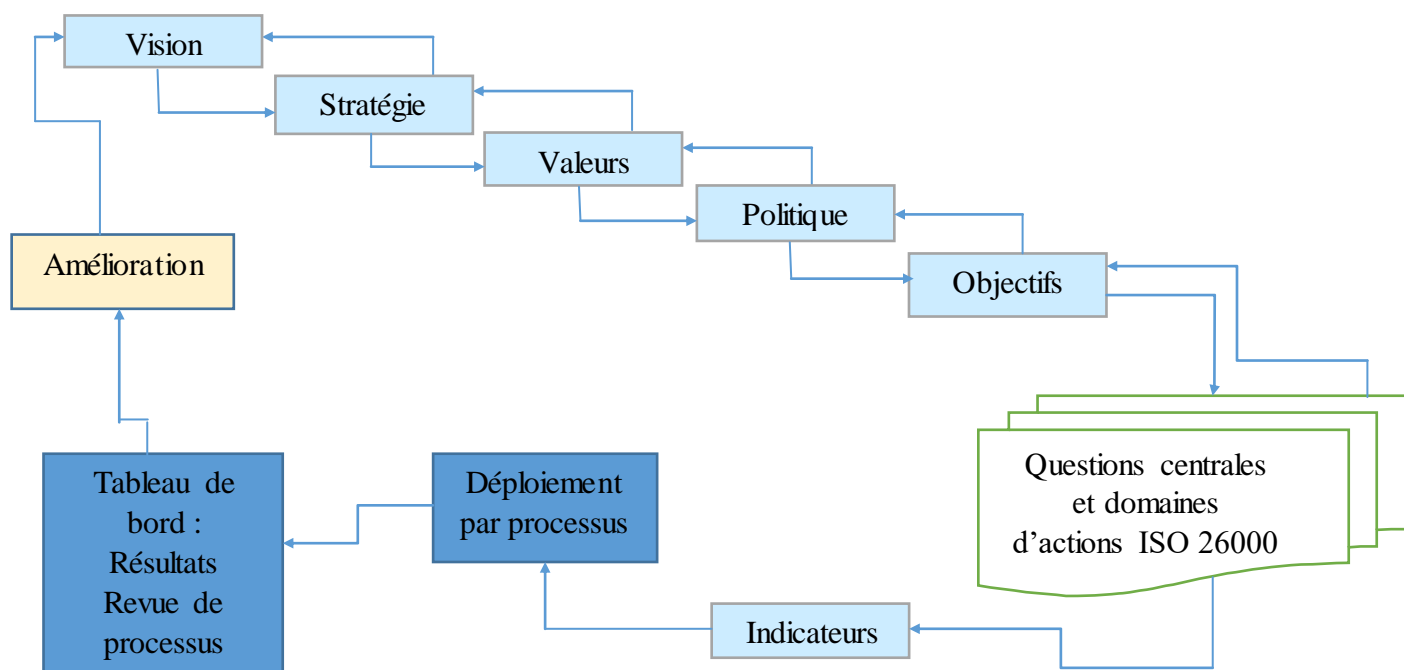 Vision
Stratégie
Valeurs
Politique
Objectifs
Amélioration
Questions centrales
et domaines
d’actions ISO 26000
Tableau de
bord :
Résultats
Revue de
processus
Déploiement
par processus
Indicateurs